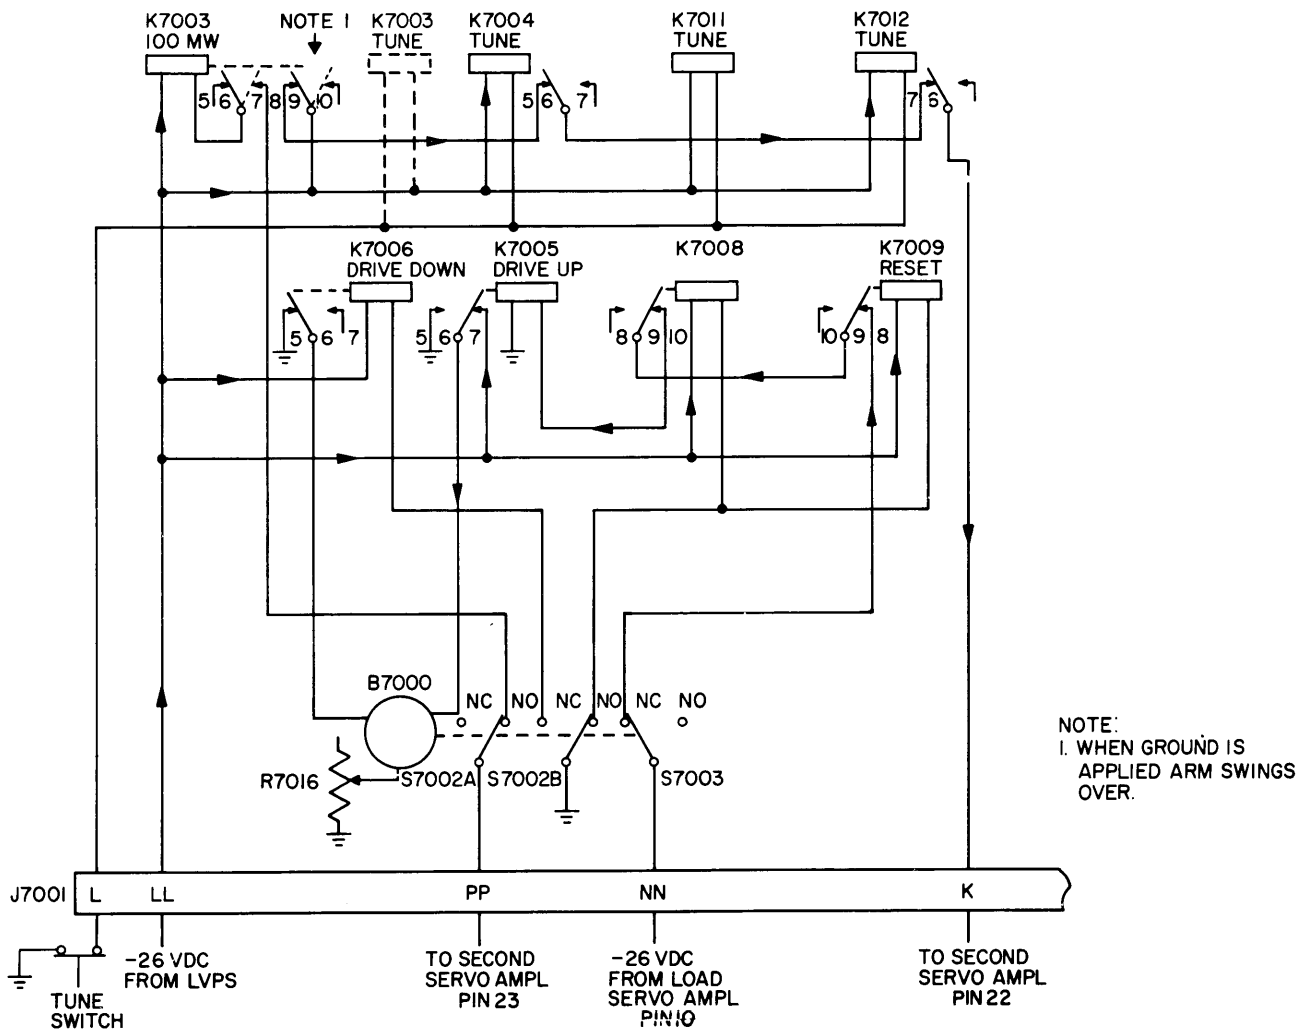 K7003
100 MW
NOTE 1
K7003
TUNE
K7004
TUNE
K7011
TUNE
K7012
TUNE
5 6 7 8 9 10
5 6 7
7 6
K7006
DRIVE DOWN
K7005
DRIVE UP
K7008
K7009
RESET
5 6 7
5 6 7
8 9 10
10 9 8
B7000
NC NO NC NO NC NO
R7016
S7002A
S7002B
S7003
NOTE:
1. WHEN GROUND IS
APPLIED ARM SWINGS
OVER.
J7001 L LL PP NN K
TUNE
SWITCH
-26 VDC
FROM LVPS
TO SECOND
SERVO AMPL
PIN 23
-26 VDC
FROM LOAD
SERVO AMPL
PIN 10
TO SECOND
SERVO AMPL
PIN 22